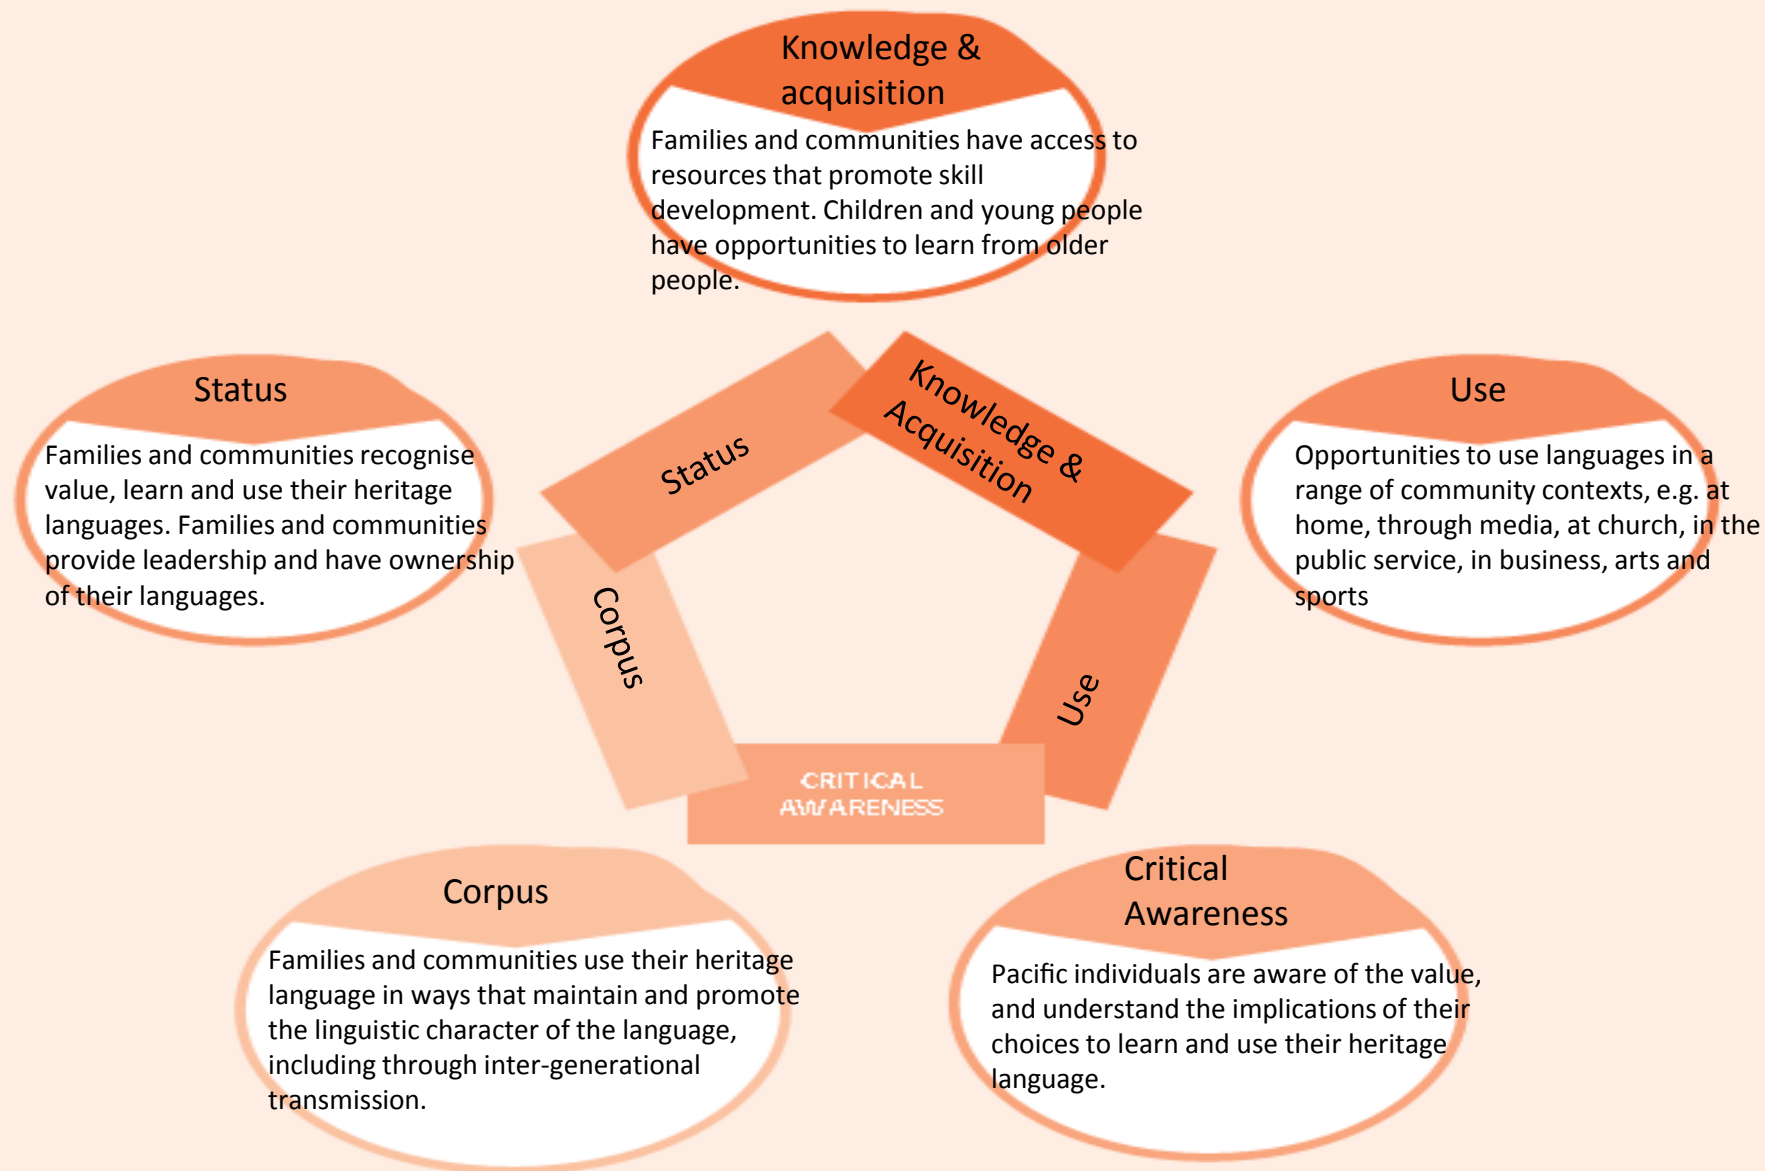 Knowledge &
acquisition
Families and communities have access to
resources that promote skill
development. Children and young people
have opportunities to learn from older
people.
Status
Families and communities recognise
value, learn and use their heritage
languages. Families and communities
provide leadership and have ownership
of their languages.
Status
Knowledge &
Acquisition
Use
Opportunities to use languages in a
range of community contexts, e.g. at
home, through media, at church, in the
public service, in business, arts and
sports
Corpus
Use
CRITICAL
AWARENESS
Corpus
Families and communities use their heritage
language in ways that maintain and promote
the linguistic character of the language,
including through inter-generational
transmission.
Critical
Awareness
Pacific individuals are aware of the value,
and understand the implications of their
choices to learn and use their heritage
language.